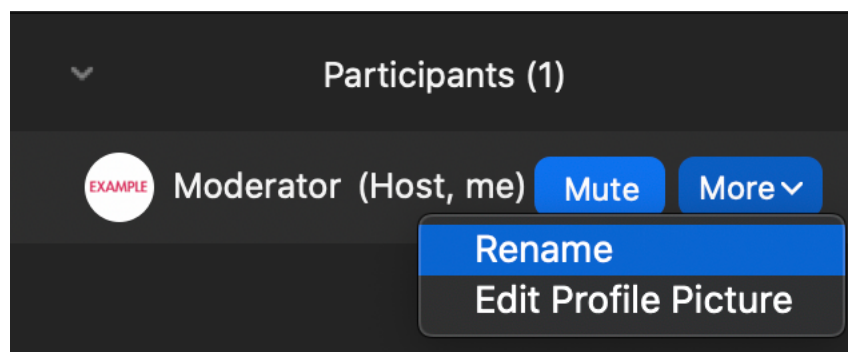 Participants (1)
EXAMPLE Moderator (Host, me) Mute More
Rename
Edit Profile Picture